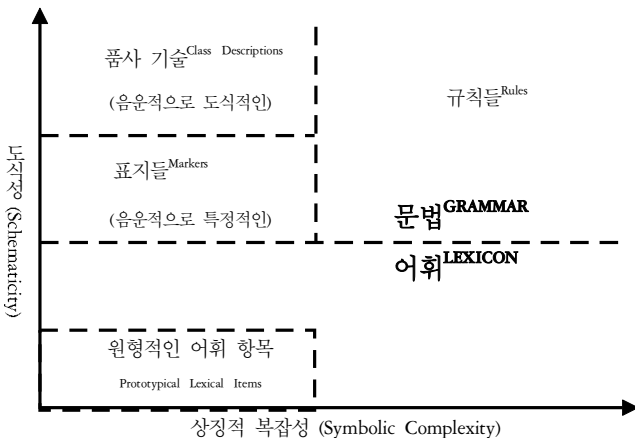 품사 기술Class Descriptions
(음운적으로 도식적인)
규칙들Rules
표지들Markers
(음운적으로 특정적인)
문법GRAMMAR
어휘LEXICON
원형적인 어휘 항목
Prototypical Lexical Items
도식성 (Schematicity)
상징적 복잡성 (Symbolic Complexity)